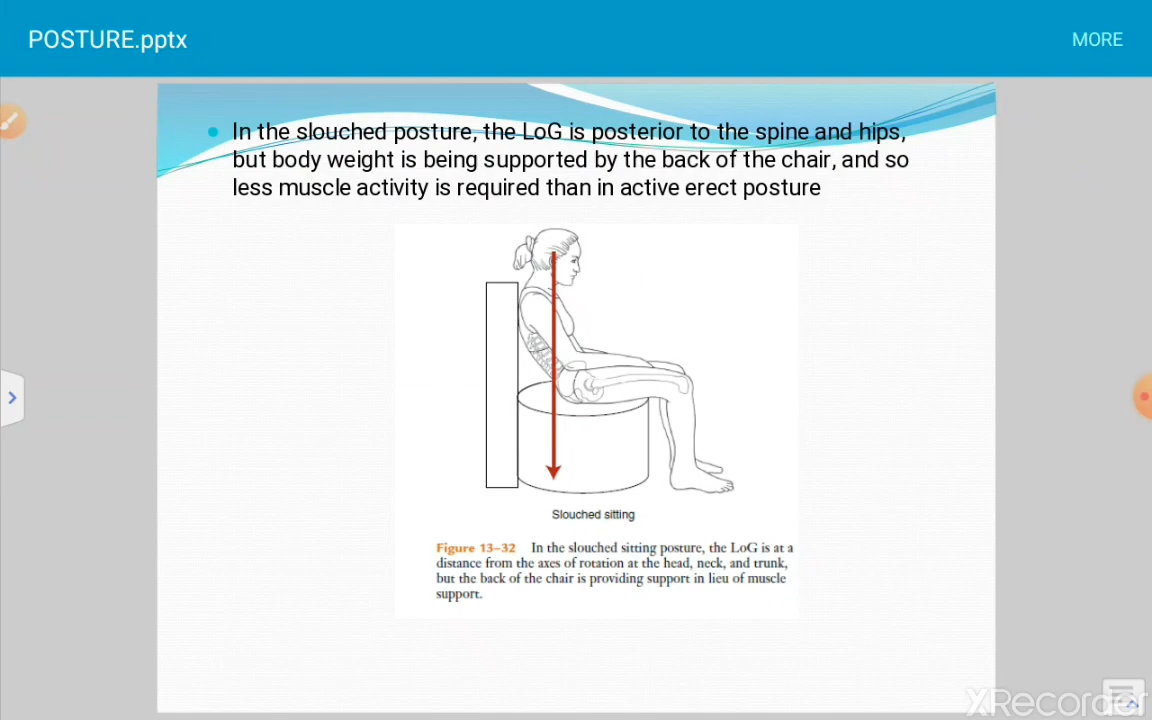 POSTURE.pptx
MORE
In the slouched posture, the LoG is posterior to the spine and hips,
but body weight is being supported by the back of the chair, and so
less muscle activity is required than in active erect posture
Slouched sitting
Figure 13–32 In the slouched sitting posture, the LoG is at a
distance from the axes of rotation at the head, neck, and trunk,
but the back of the chair is providing support in lieu of muscle
support.
XRecorder